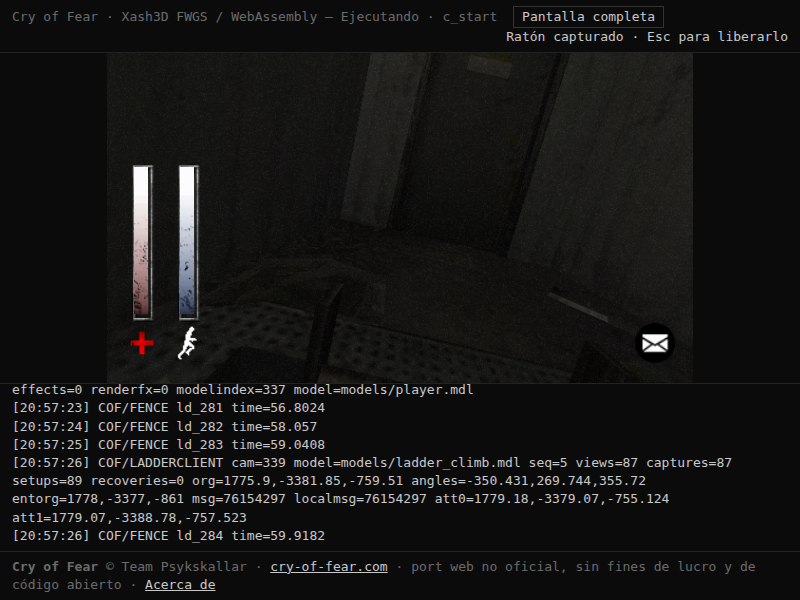 Cry of Fear · Xash3D FWGS / WebAssembly — Ejecutando · c_start Pantalla completa
Ratón capturado · Esc para liberarlo
effects=0 renderfx=0 modelindex=337 model=models/player.mdl
[20:57:23] COF/FENCE ld_281 time=56.8024
[20:57:24] COF/FENCE ld_282 time=58.057
[20:57:25] COF/FENCE ld_283 time=59.0408
[20:57:26] COF/LADDERCLIENT cam=339 model=models/ladder_climb.mdl seq=5 views=87 captures=87
setups=89 recoveries=0 org=1775.9,-3381.85,-759.51 angles=-350.431,269.744,355.72
entorg=1778,-3377,-861 msg=76154297 localmsg=76154297 att0=1779.18,-3379.07,-755.124
att1=1779.07,-3388.78,-757.523
[20:57:26] COF/FENCE ld_284 time=59.9182
Cry of Fear © Team Psykskallar · cry-of-fear.com · port web no oficial, sin fines de lucro y de
código abierto · Acerca de